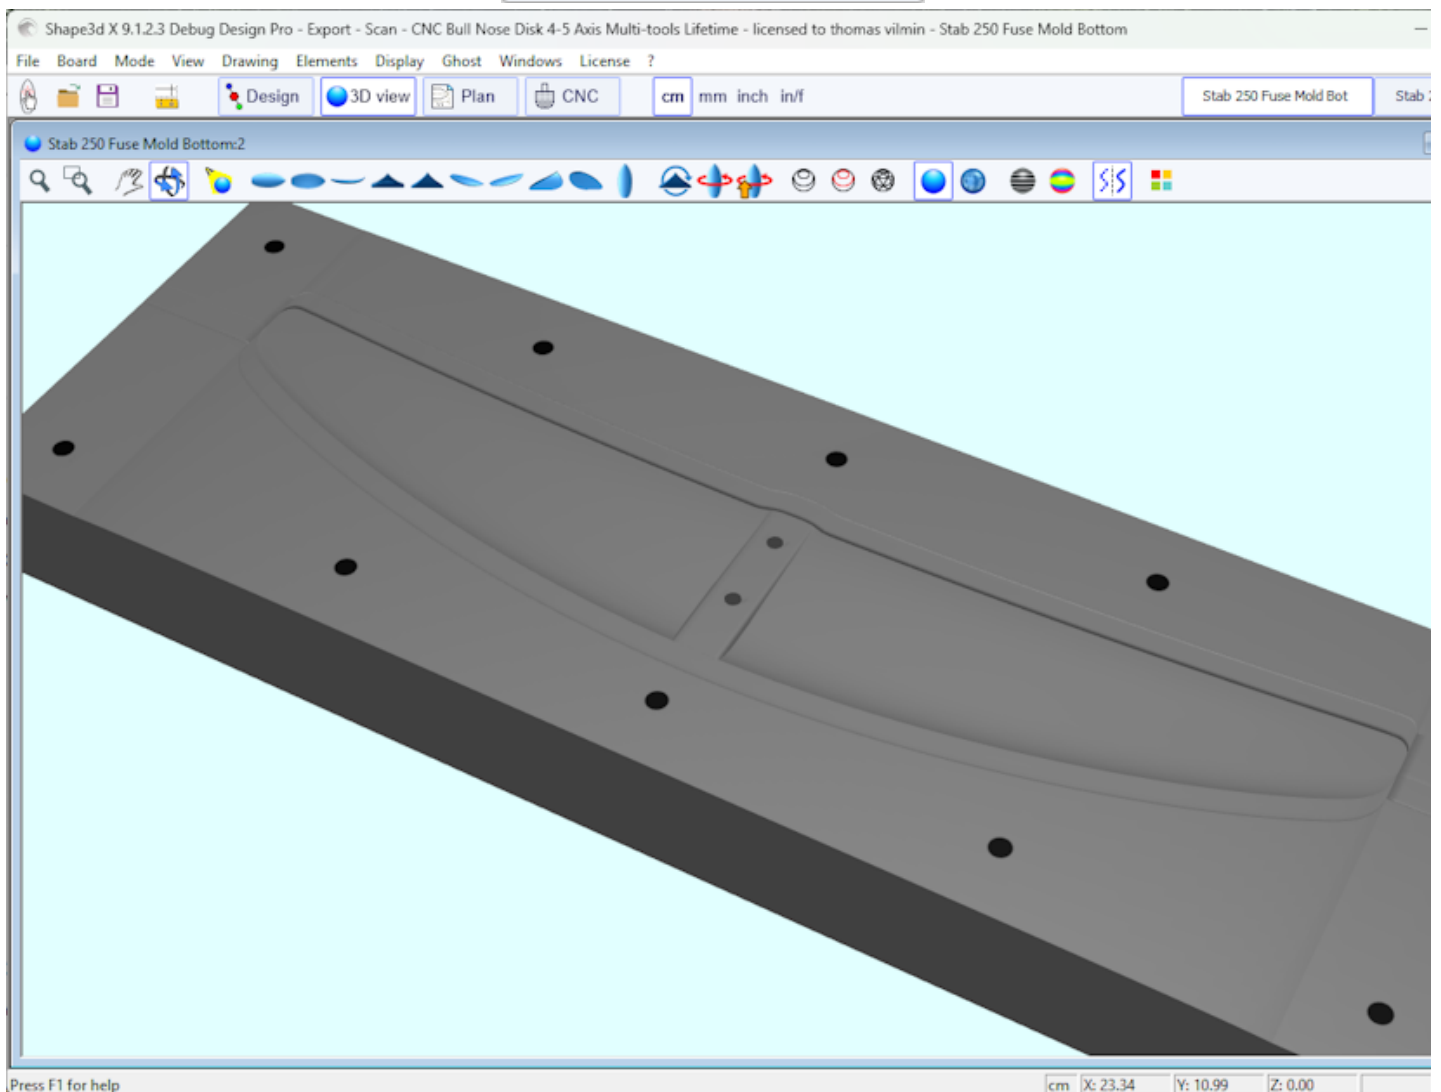 Shape3d X 9.1.2.3 Debug Design Pro - Export - Scan - CNC Bull Nose Disk 4-5 Axis Multi-tools Lifetime - licensed to thomas vilmin - Stab 250 Fuse Mold Bottom
File Board Mode View Drawing Elements Display Ghost Windows License ?
Design 3D view Plan CNC cm mm inch in/f Stab 250 Fuse Mold Bot Stab 2
Stab 250 Fuse Mold Bottom:2
Press F1 for help cm X: 23.34 Y: 10.99 Z: 0.00